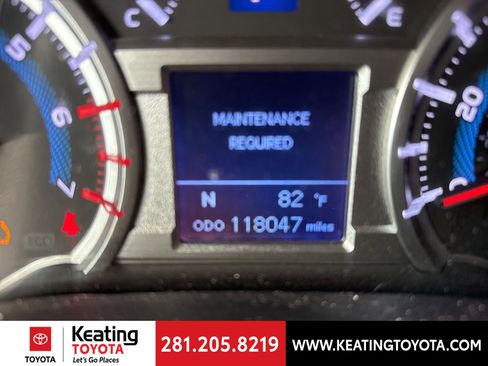 C E
5
6
7
20
MAINTENANCE
REQUIRED
N 82 °F
ODO 118047 miles
ECO
TOYOTA
Keating
TOYOTA
Let's Go Places
281.205.8219
WWW.KEATINGTOYOTA.COM